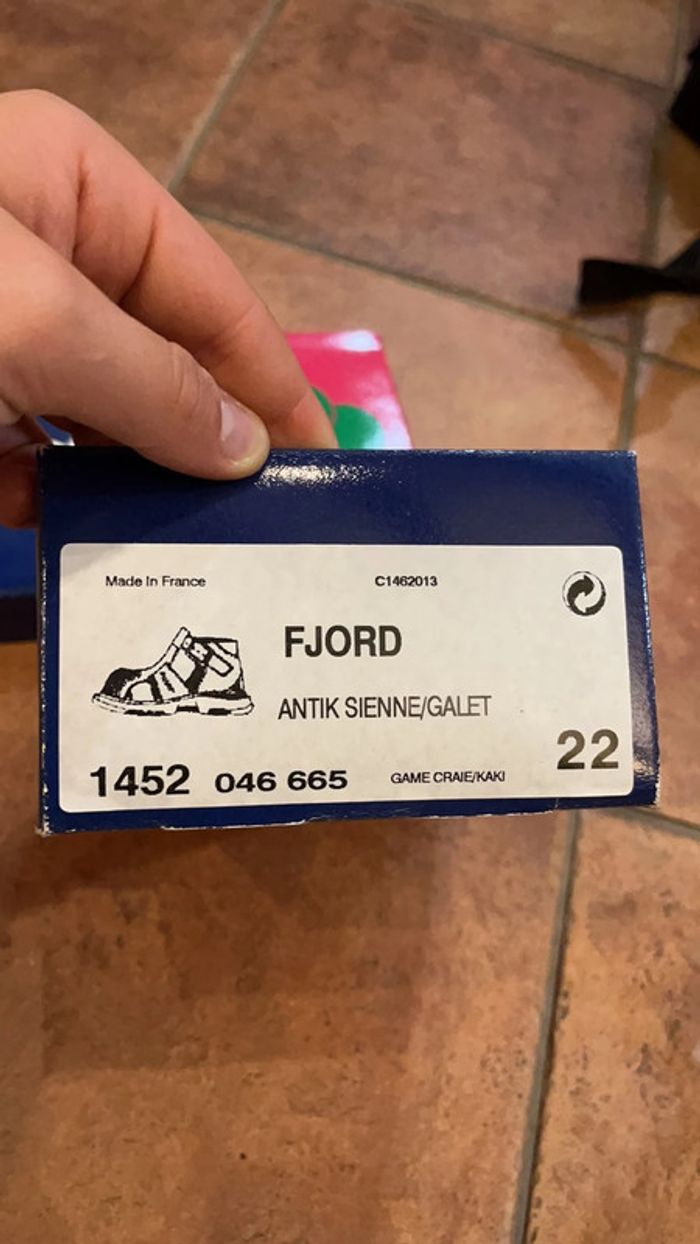 Made In France C1462013
FJORD
ANTIK SIENNE/GALET
22
1452 046 665 GAME CRAIE/KAKI